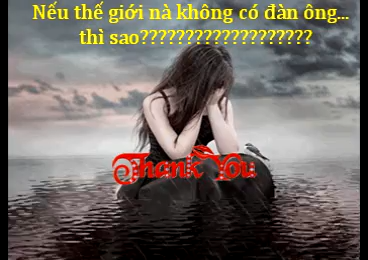 Nếu thế giới nà không có đàn ông...
thì sao???????????????????
Thank You